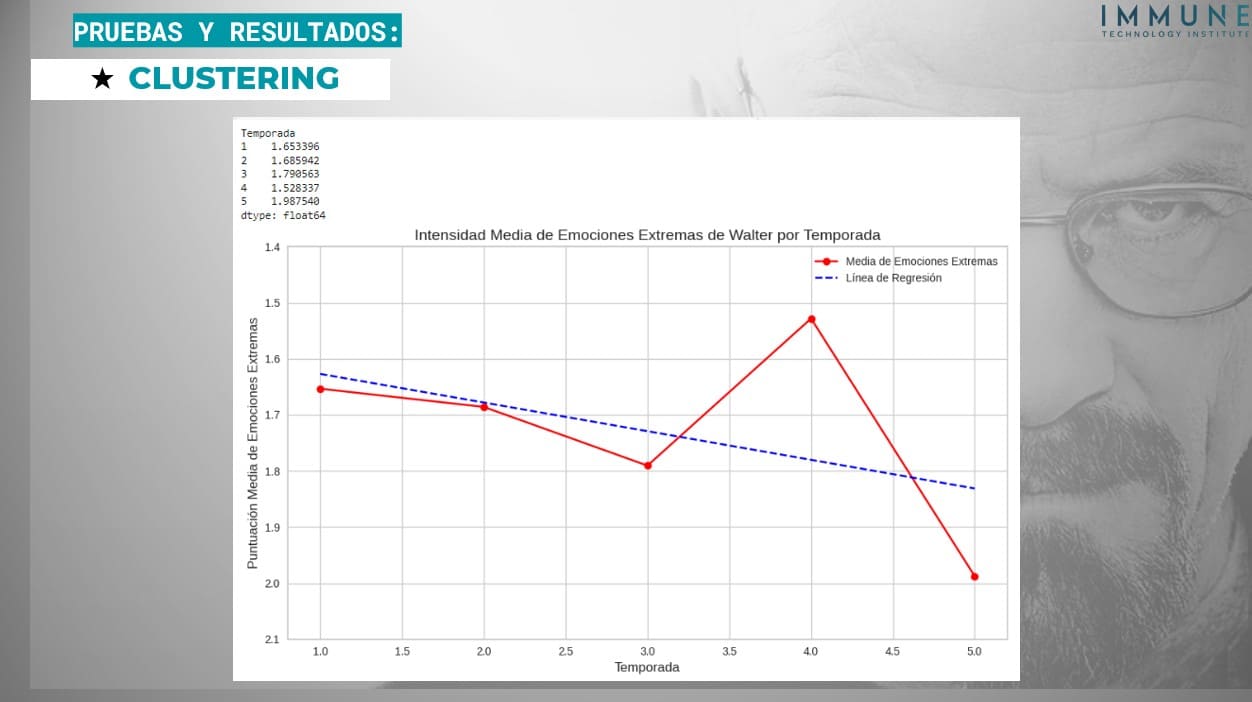 PRUEBAS Y RESULTADOS:
IMMUNE
TECHNOLOGY INSTITUTE
★ CLUSTERING
Temporada
1 1.653396
2 1.685942
3 1.790563
4 1.528337
5 1.987540
dtype: float64
Intensidad Media de Emociones Extremas de Walter por Temporada
Media de Emociones Extremas
Línea de Regresión
Puntuación Media de Emociones Extremas
1.4
1.5
1.6
1.7
1.8
1.9
2.0
2.1
1.0 1.5 2.0 2.5 3.0 3.5 4.0 4.5 5.0
Temporada